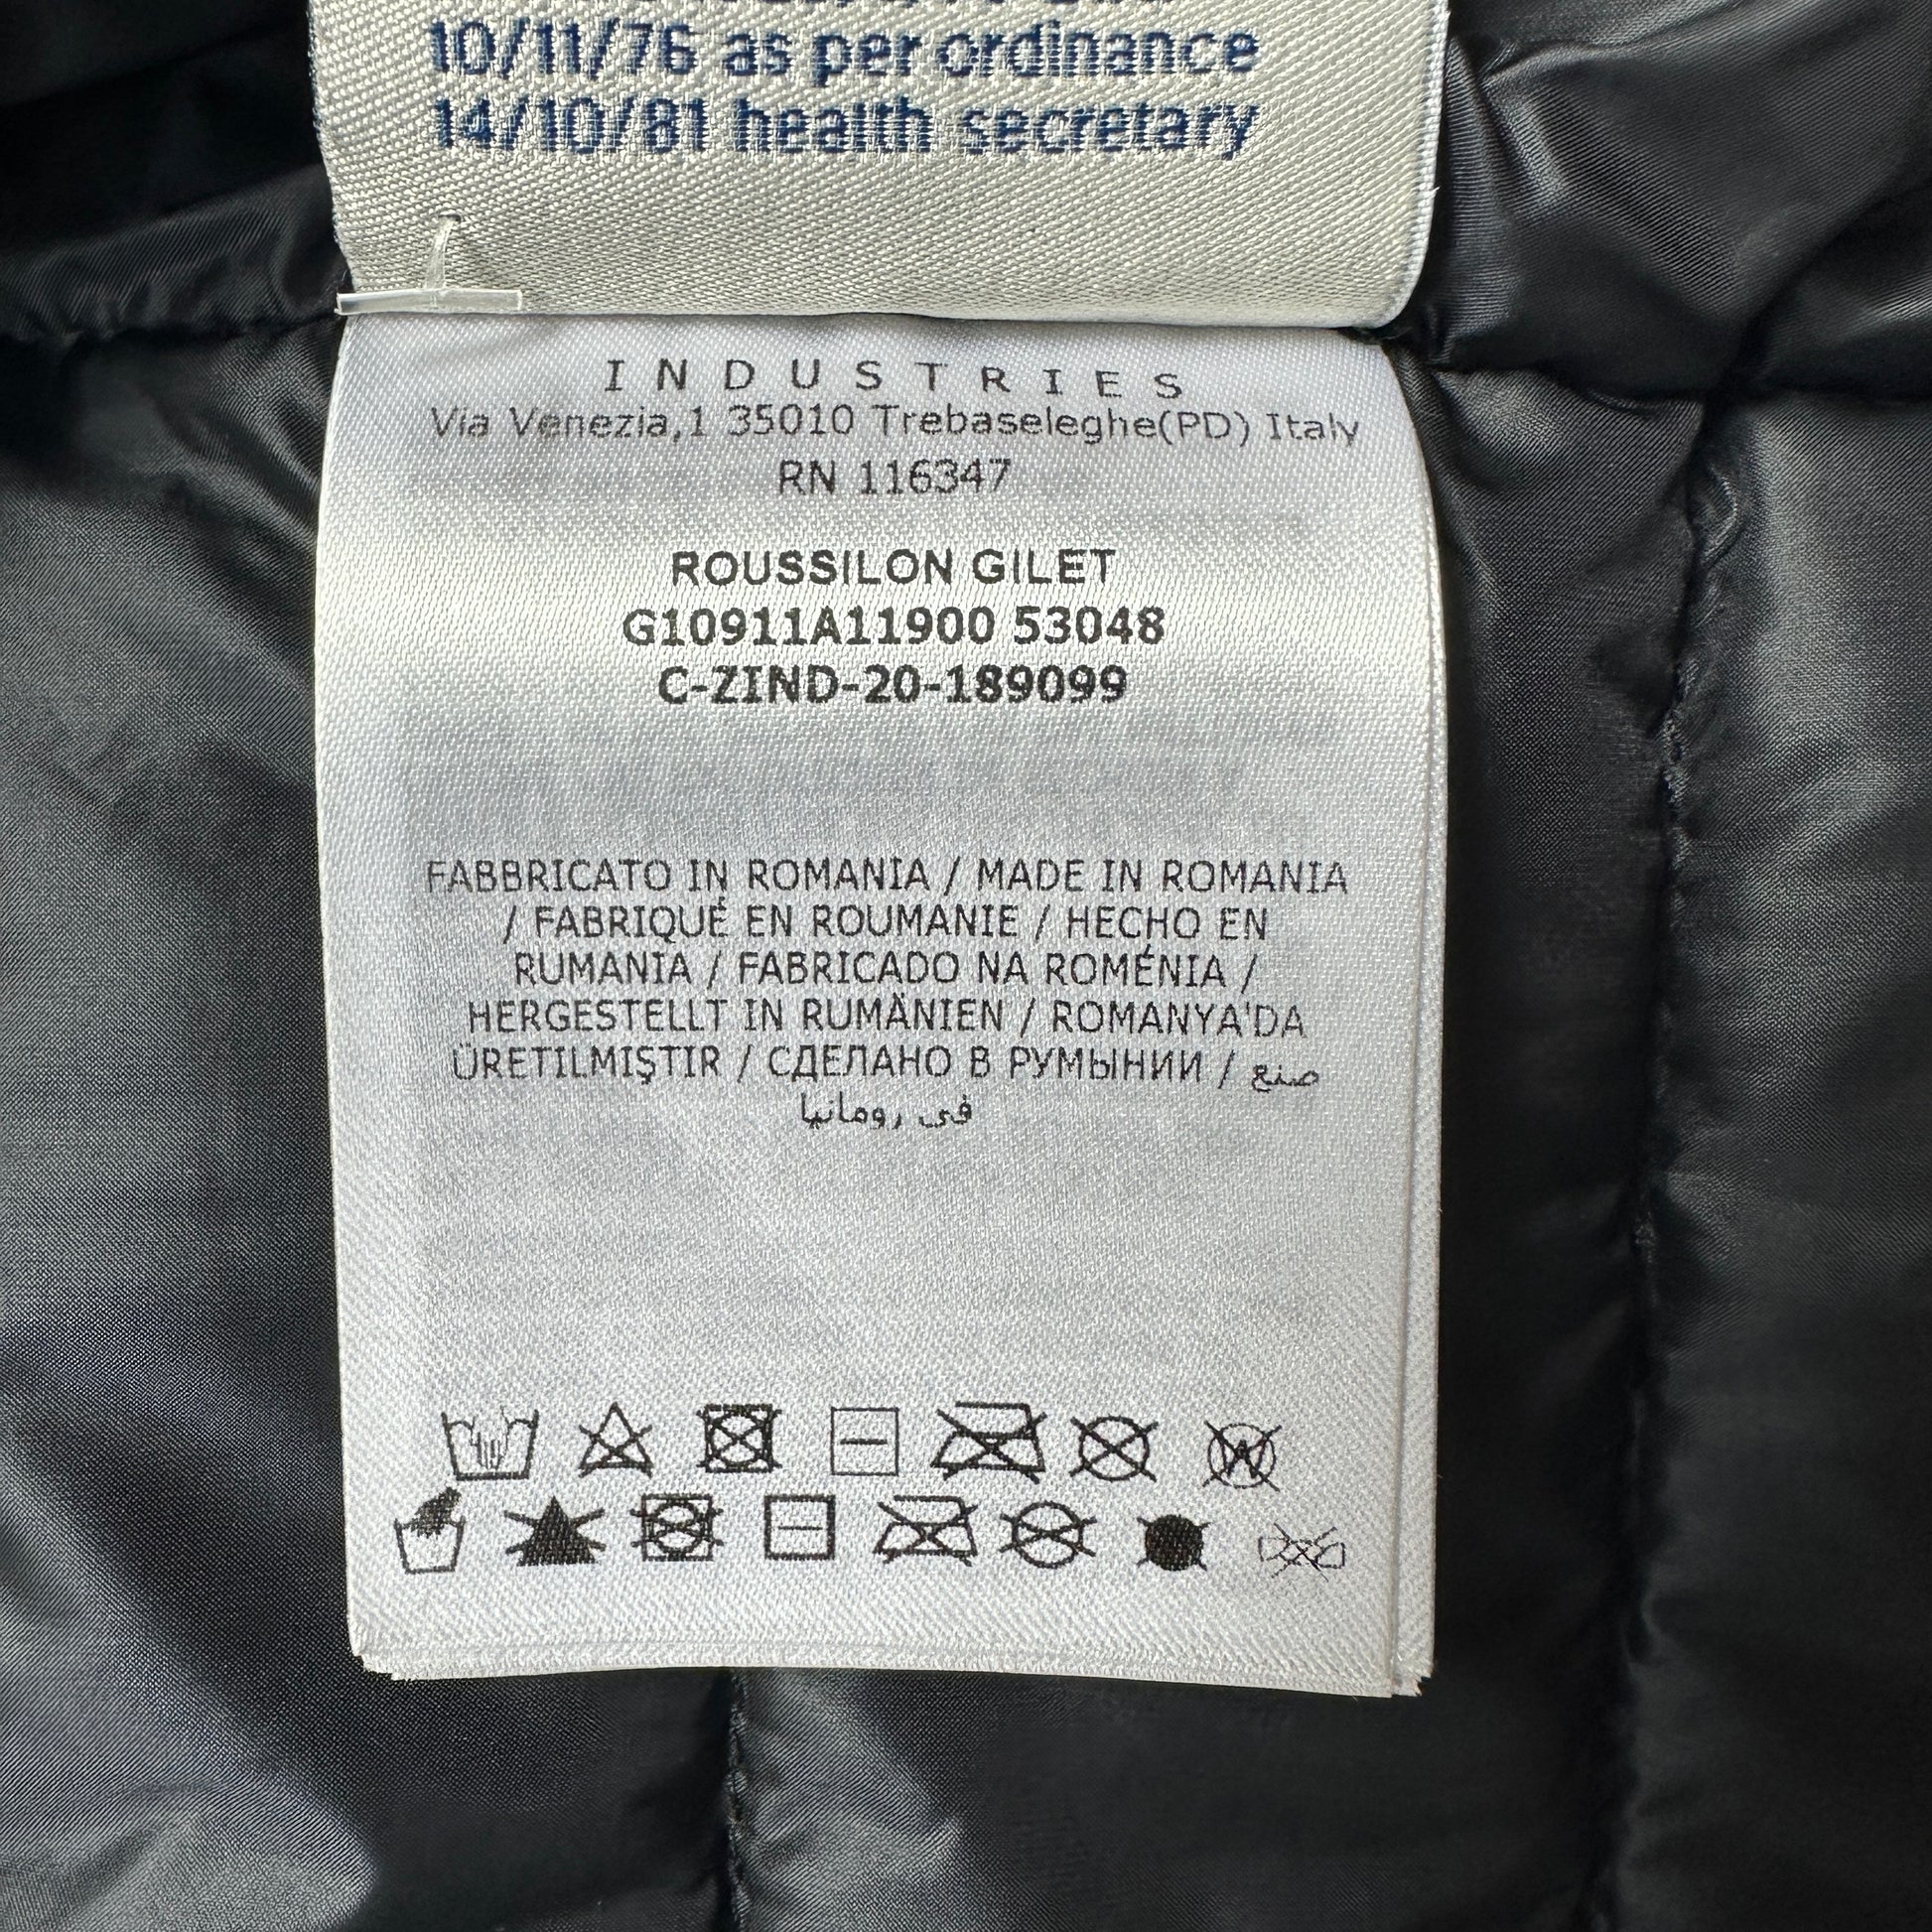 10/11/76 as per ordinance
14/10/81 health secretary
INDUSTRIES
Via Venezia,1 35010 Trebaseleghe(PD) Italy
RN 116347
ROUSSILON GILET
G10911A11900 53048
C-ZIND-20-189099
FABBRICATO IN ROMANIA / MADE IN ROMANIA
/ FABRIQUÉ EN ROUMANIE / HECHO EN
RUMANIA / FABRICADO NA ROMÉNIA /
HERGESTELLT IN RUMÄNIEN / ROMANYA'DA
ÜRETILMIŞTIR / СДЕЛАНО В РУМЫНИИ / صنع
في رومانيا
W